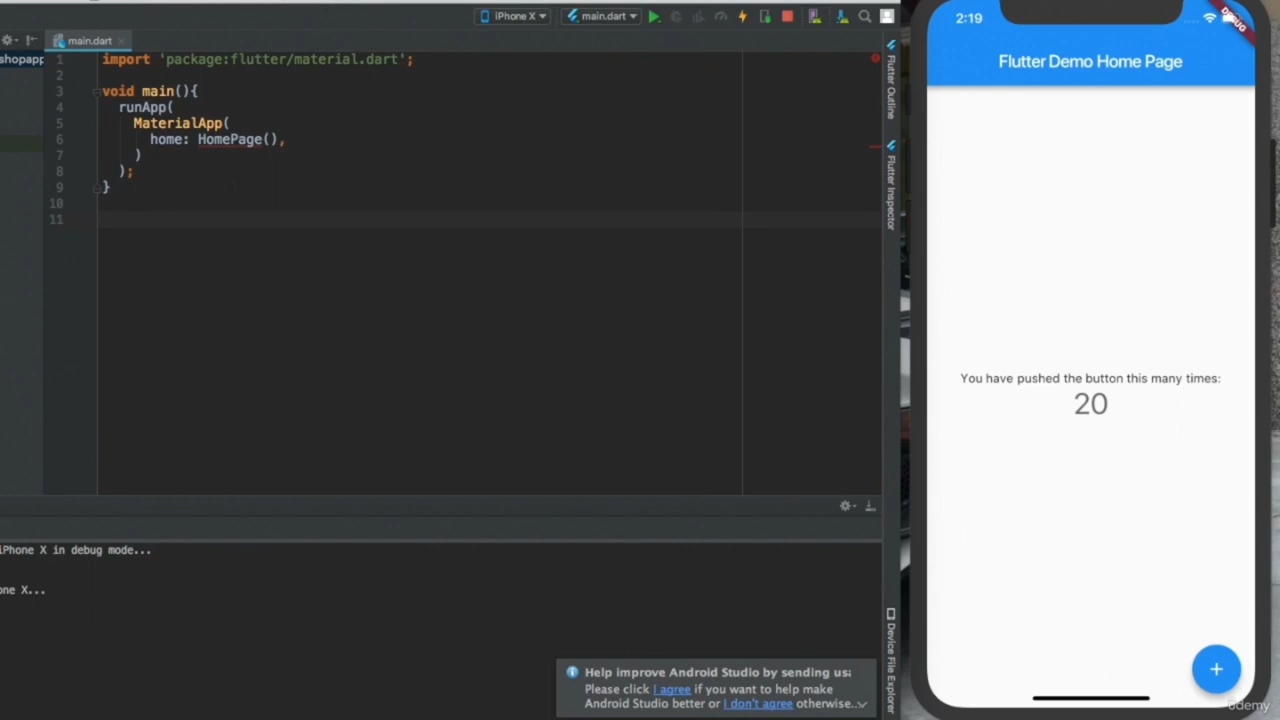 iPhone X
main.dart
main.dart
shopapp
1 import 'package:flutter/material.dart';
2
3 void main(){
4 runApp(
5 MaterialApp(
6 home: HomePage(),
7 )
8 );
9 }
10
11
Flutter Outline
Flutter Inspector
Device File Explorer
iPhone X in debug mode...
one X...
Help improve Android Studio by sending us:
Please click I agree if you want to help make
Android Studio better or I don't agree otherwise...
2:19
DEBUG
Flutter Demo Home Page
You have pushed the button this many times:
20
+
Udemy